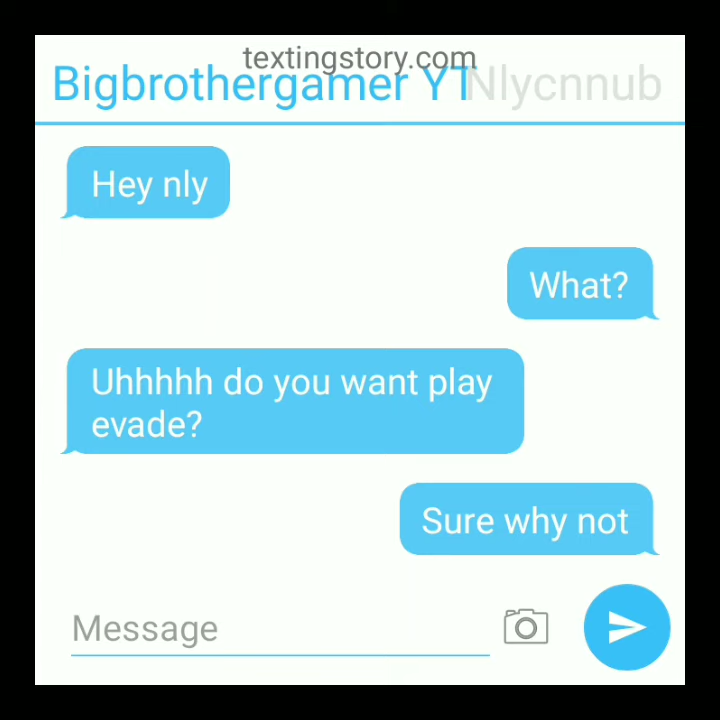 textingstory.com
Bigbrothergamer YT Nlycnnub
Hey nly
What?
Uhhhhh do you want play
evade?
Sure why not
Message